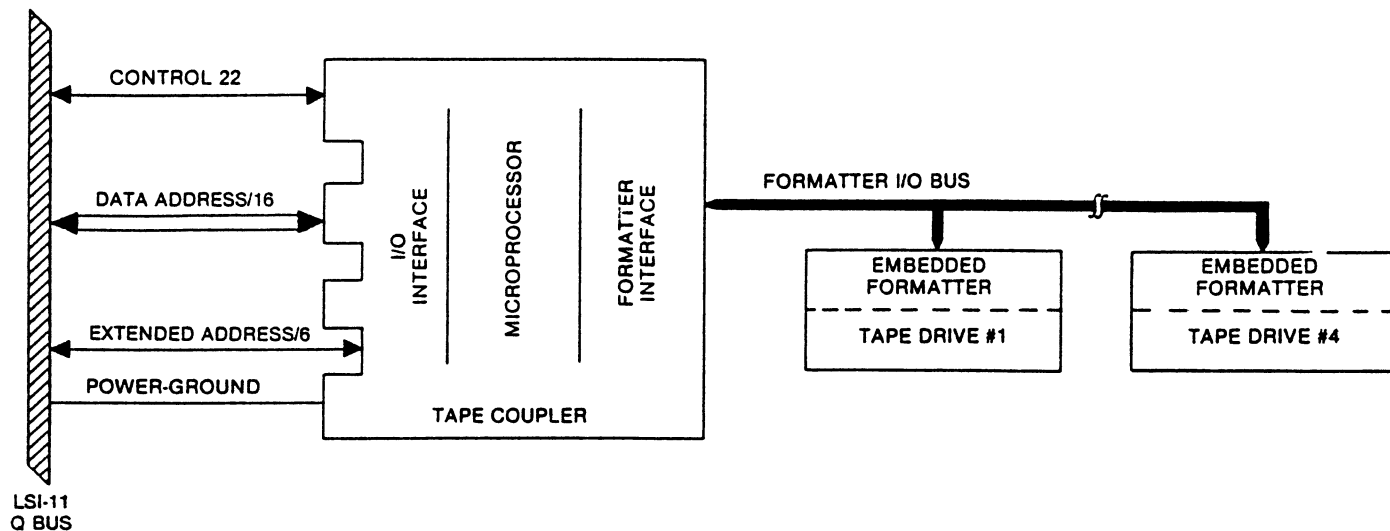 CONTROL 22
DATA ADDRESS/16
EXTENDED ADDRESS/6
POWER-GROUND
LSI-11
Q BUS
I/O
INTERFACE
MICROPROCESSOR
FORMATTER
INTERFACE
TAPE COUPLER
FORMATTER I/O BUS
EMBEDDED
FORMATTER
TAPE DRIVE #1
EMBEDDED
FORMATTER
TAPE DRIVE #4